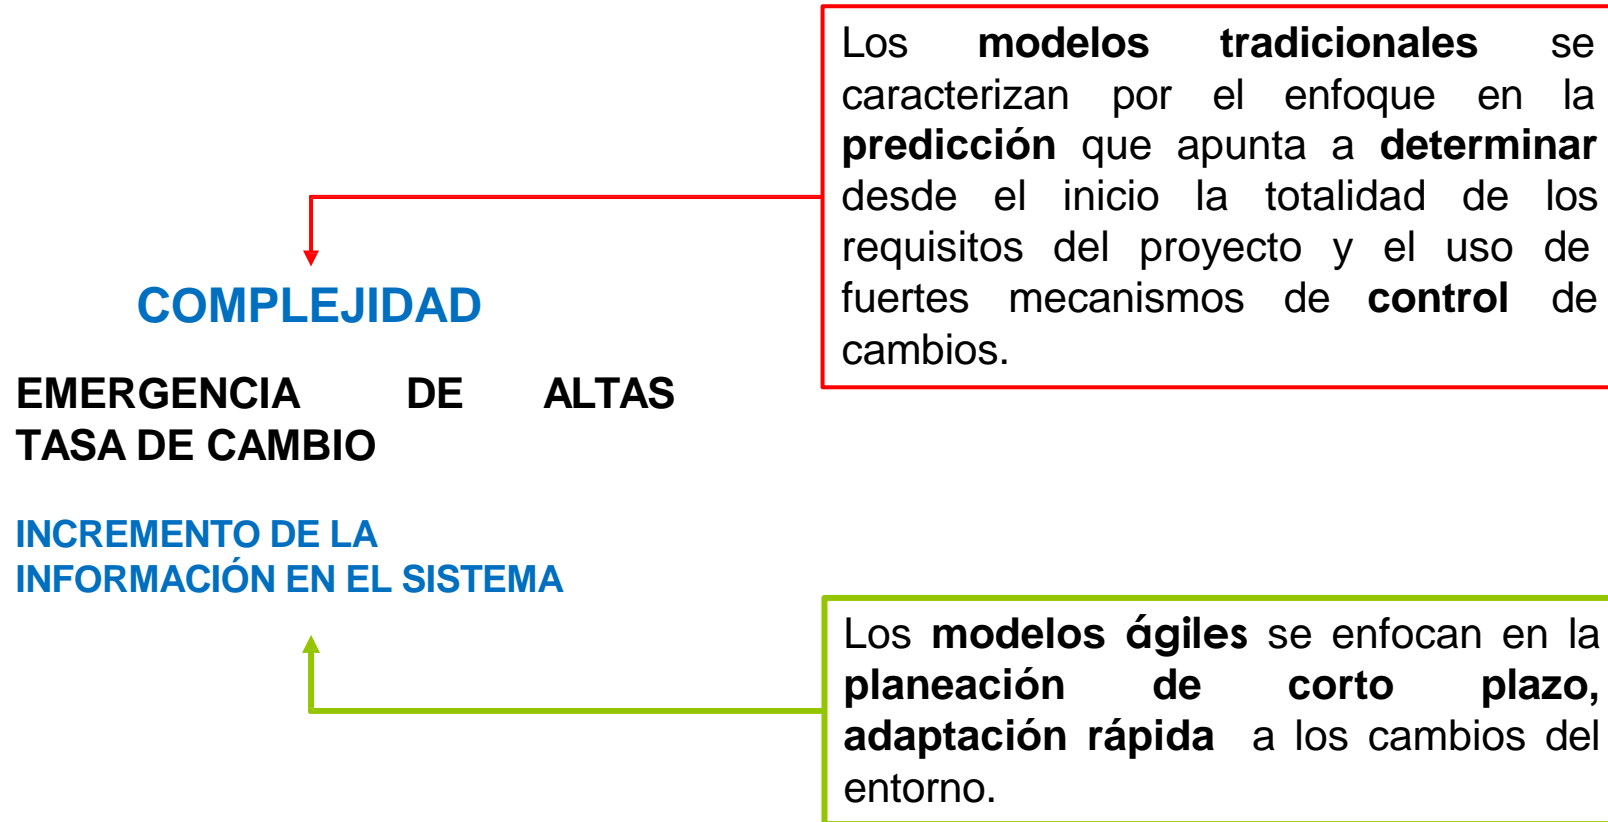 Los modelos tradicionales se
caracterizan por el enfoque en la
predicción que apunta a determinar
desde el inicio la totalidad de los
requisitos del proyecto y el uso de
fuertes mecanismos de control de
cambios.
COMPLEJIDAD
EMERGENCIA DE ALTAS
TASA DE CAMBIO
INCREMENTO DE LA
INFORMACIÓN EN EL SISTEMA
Los modelos ágiles se enfocan en la
planeación de corto plazo,
adaptación rápida a los cambios del
entorno.